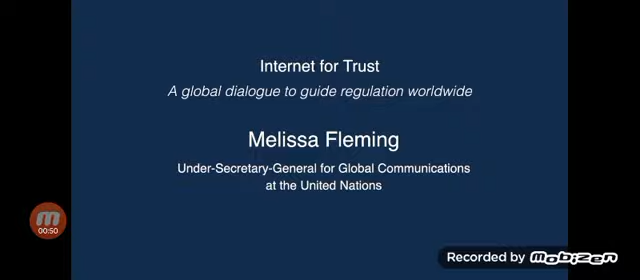 Internet for Trust
A global dialogue to guide regulation worldwide
Melissa Fleming
Under-Secretary-General for Global Communications
at the United Nations
00:50
Recorded by Mobizen